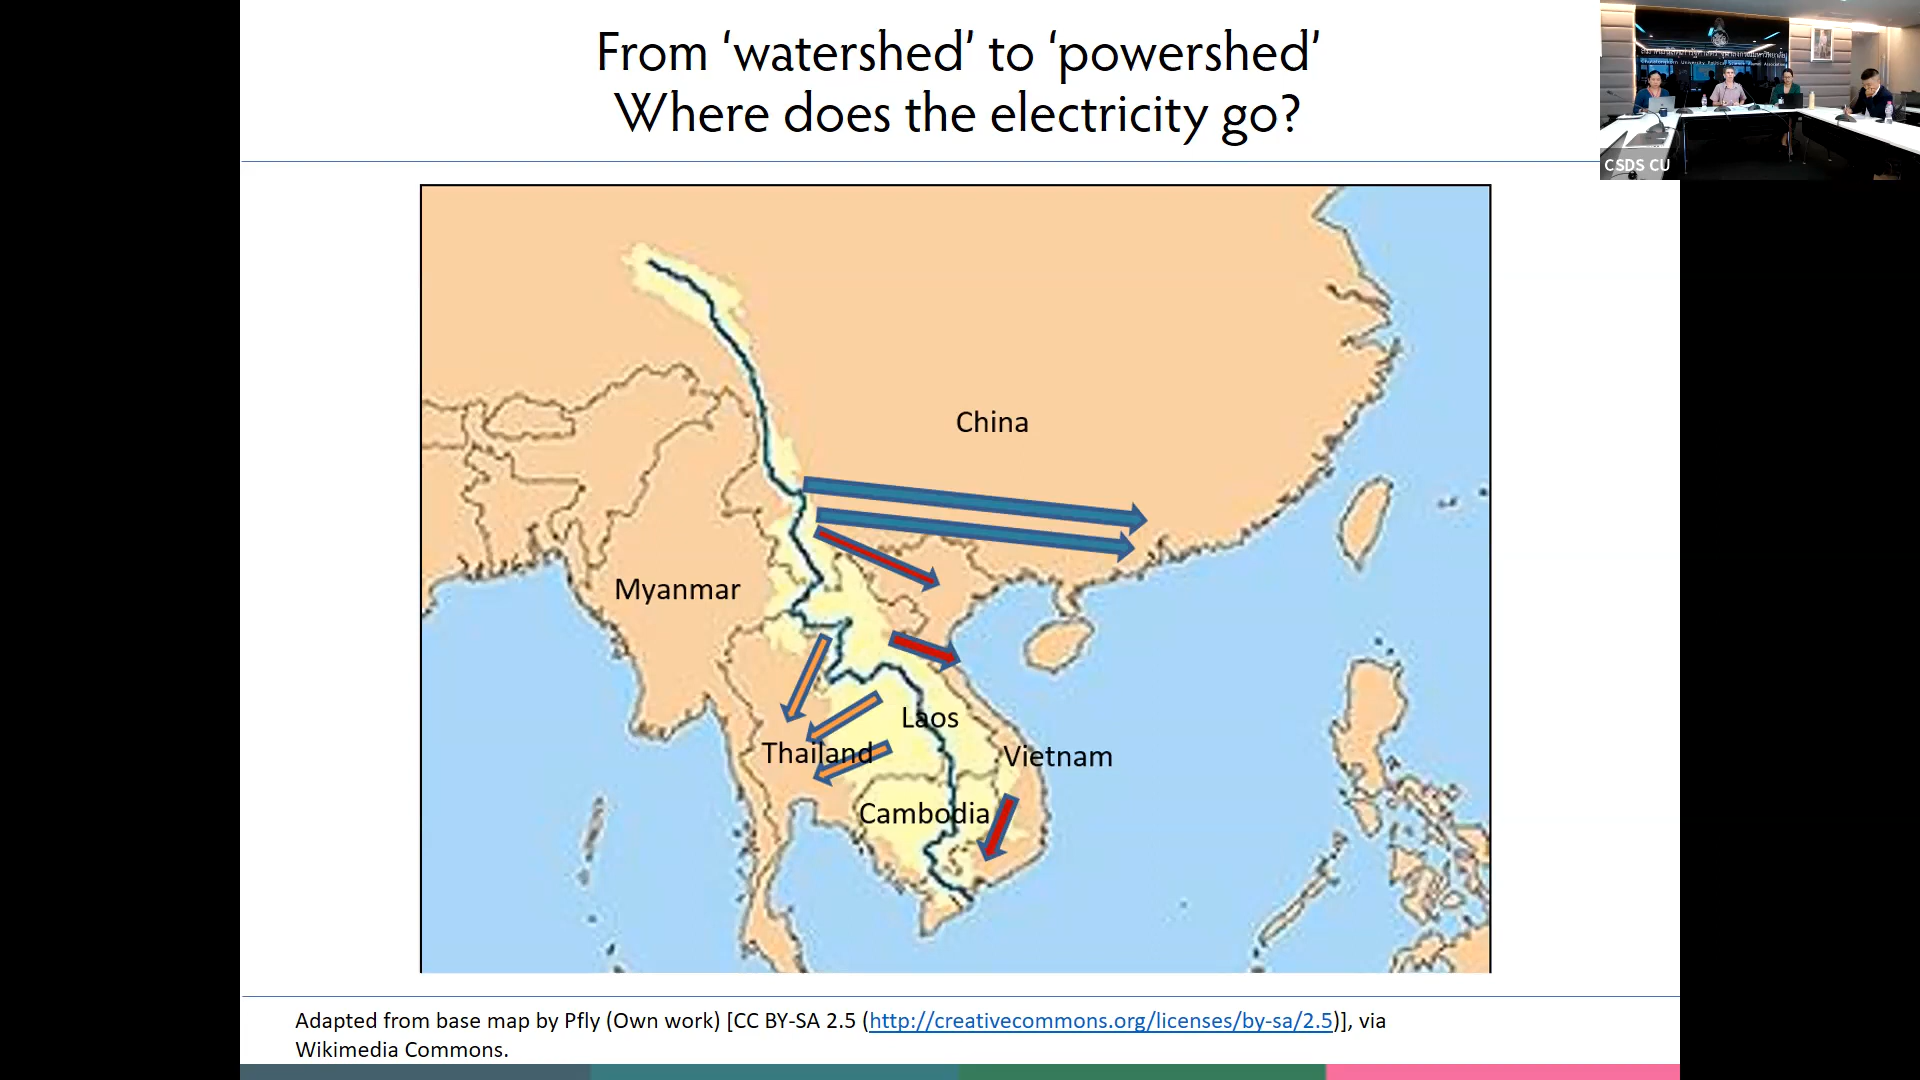 From ‘watershed’ to ‘powershed’
Where does the electricity go?
CSDS CU
China
Myanmar
Laos
Thailand
Vietnam
Cambodia
Adapted from base map by Pfly (Own work) [CC BY-SA 2.5 (http://creativecommons.org/licenses/by-sa/2.5)], via
Wikimedia Commons.